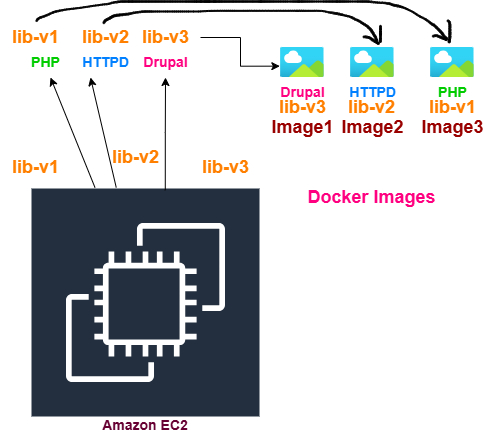 lib-v1 lib-v2 lib-v3
PHP HTTPD Drupal
Drupal HTTPD PHP
lib-v3 lib-v2 lib-v1
Image1 Image2 Image3
lib-v1 lib-v2 lib-v3
Docker Images
Amazon EC2